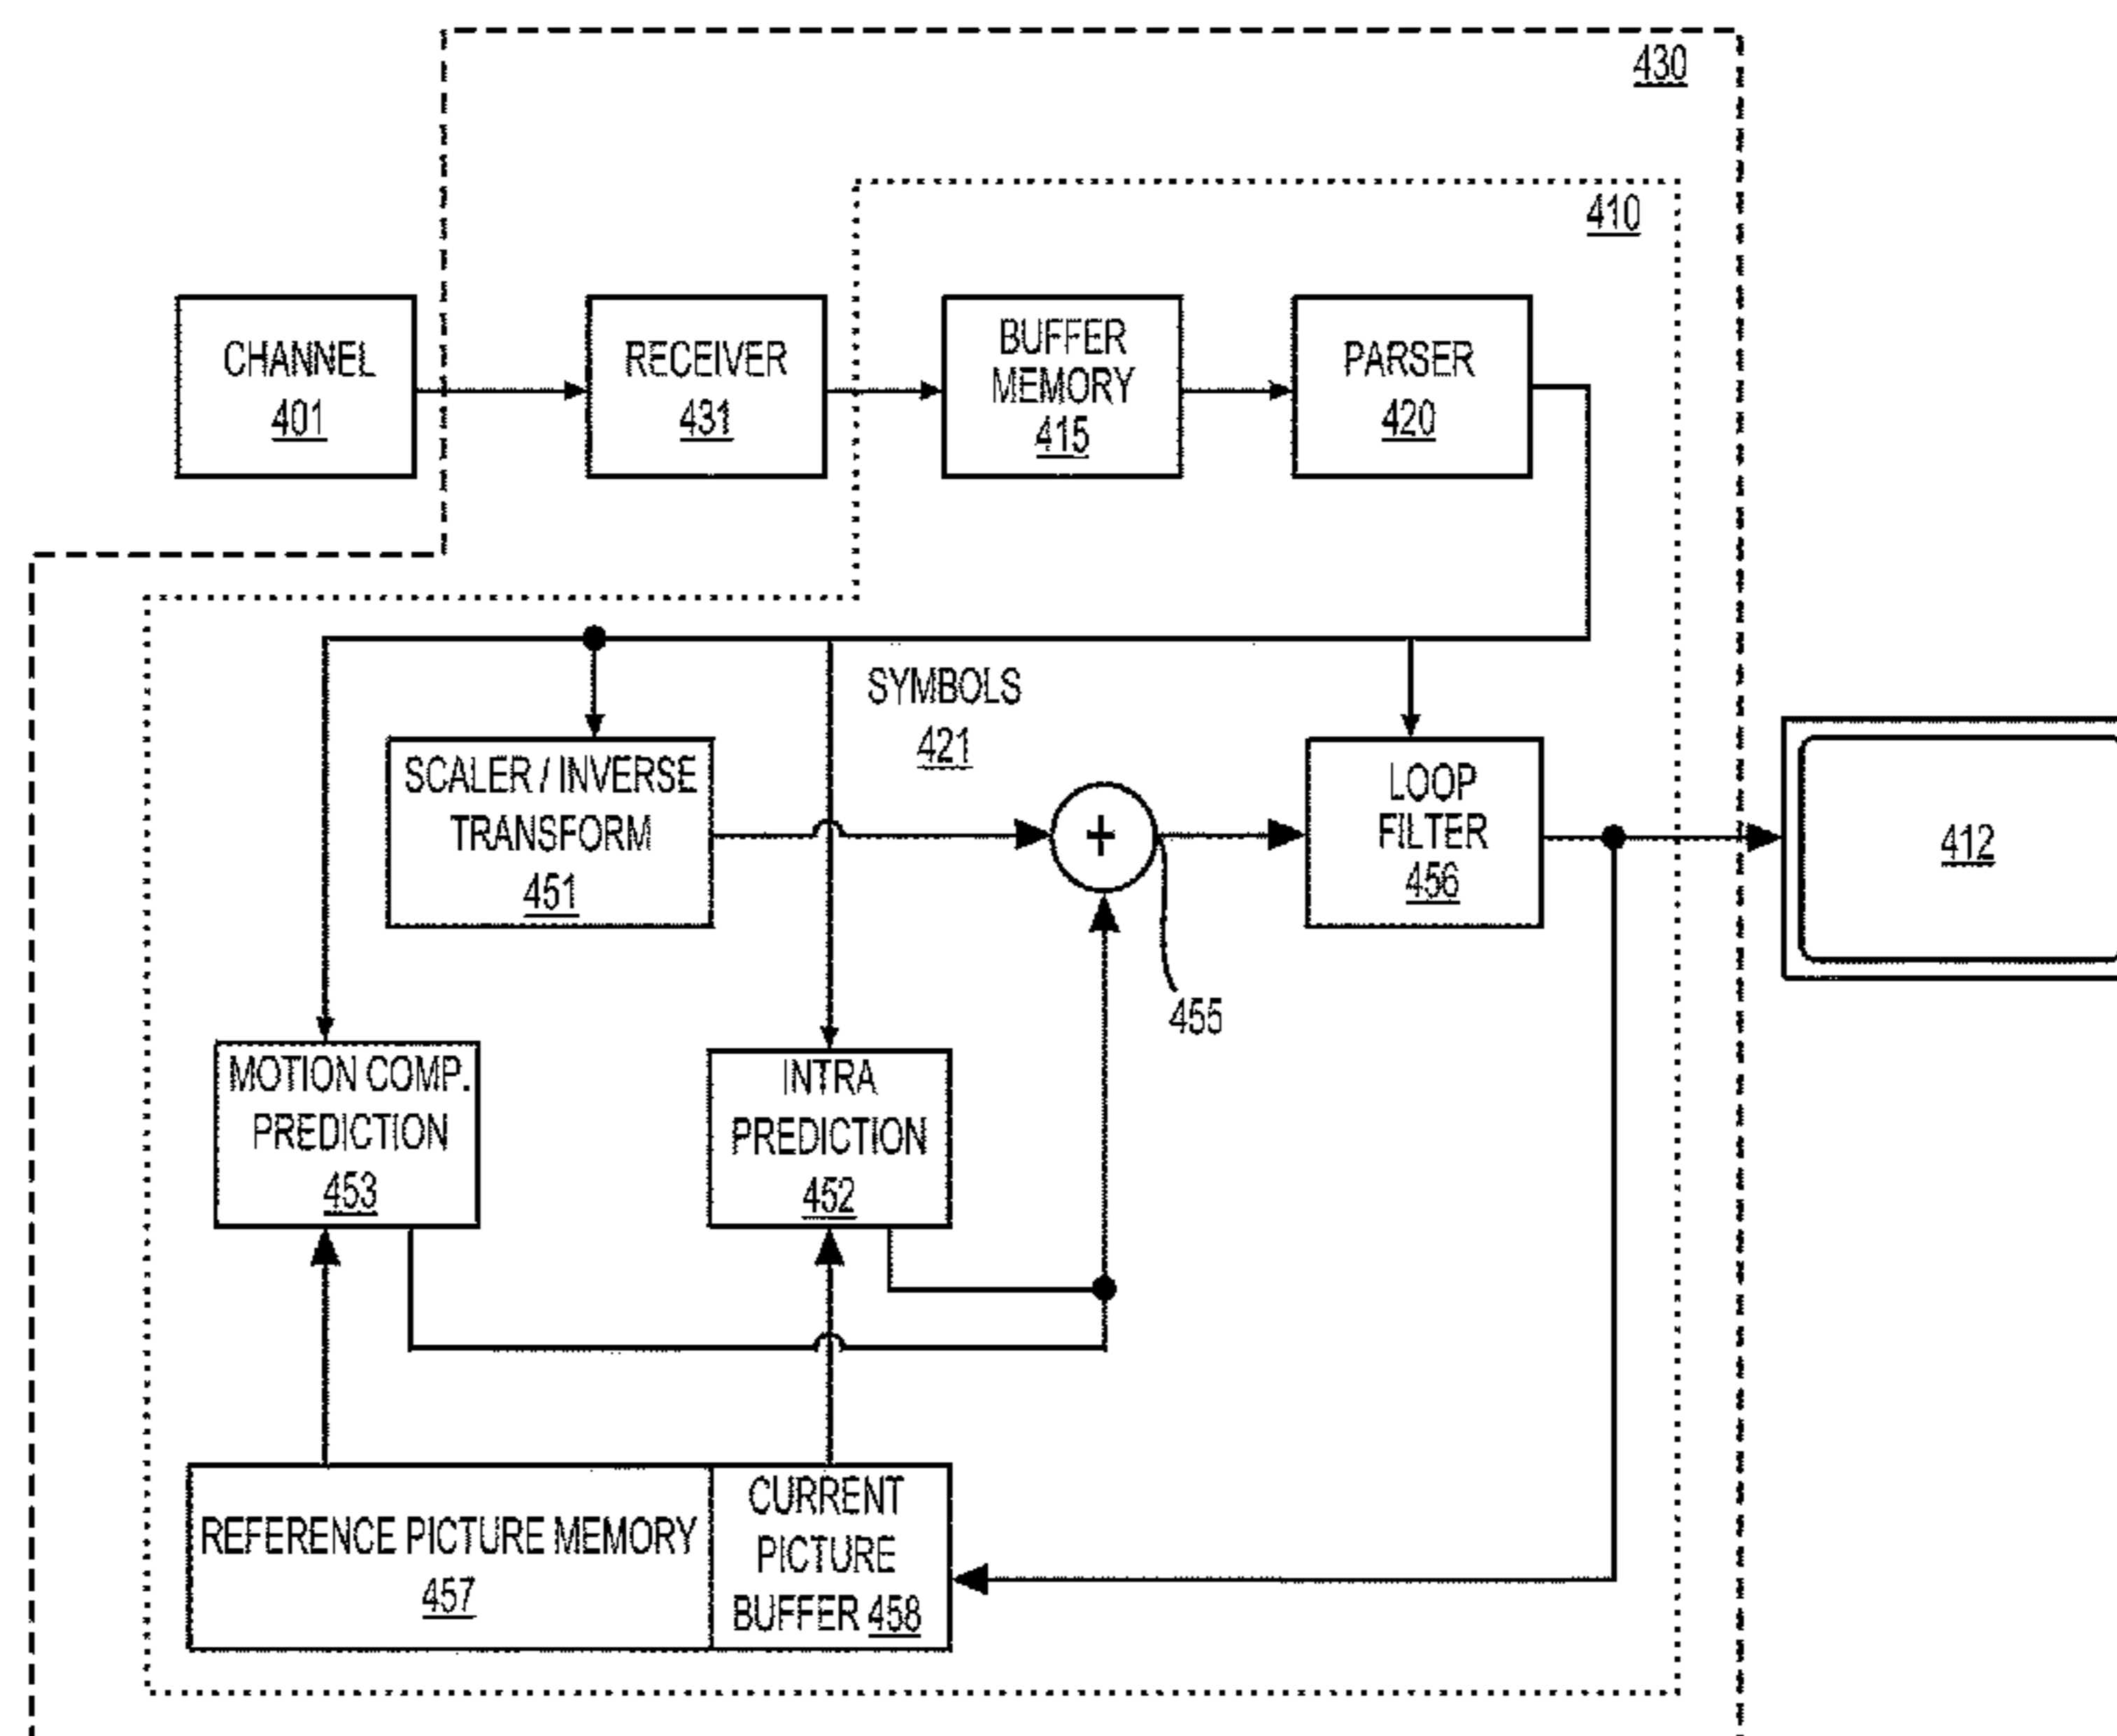 430
410
CHANNEL
401
RECEIVER
431
BUFFER
MEMORY
415
PARSER
420
SYMBOLS
421
SCALER / INVERSE
TRANSFORM
451
+
455
LOOP
FILTER
456
412
MOTION COMP.
PREDICTION
453
INTRA
PREDICTION
452
REFERENCE PICTURE MEMORY
457
CURRENT
PICTURE
BUFFER 458